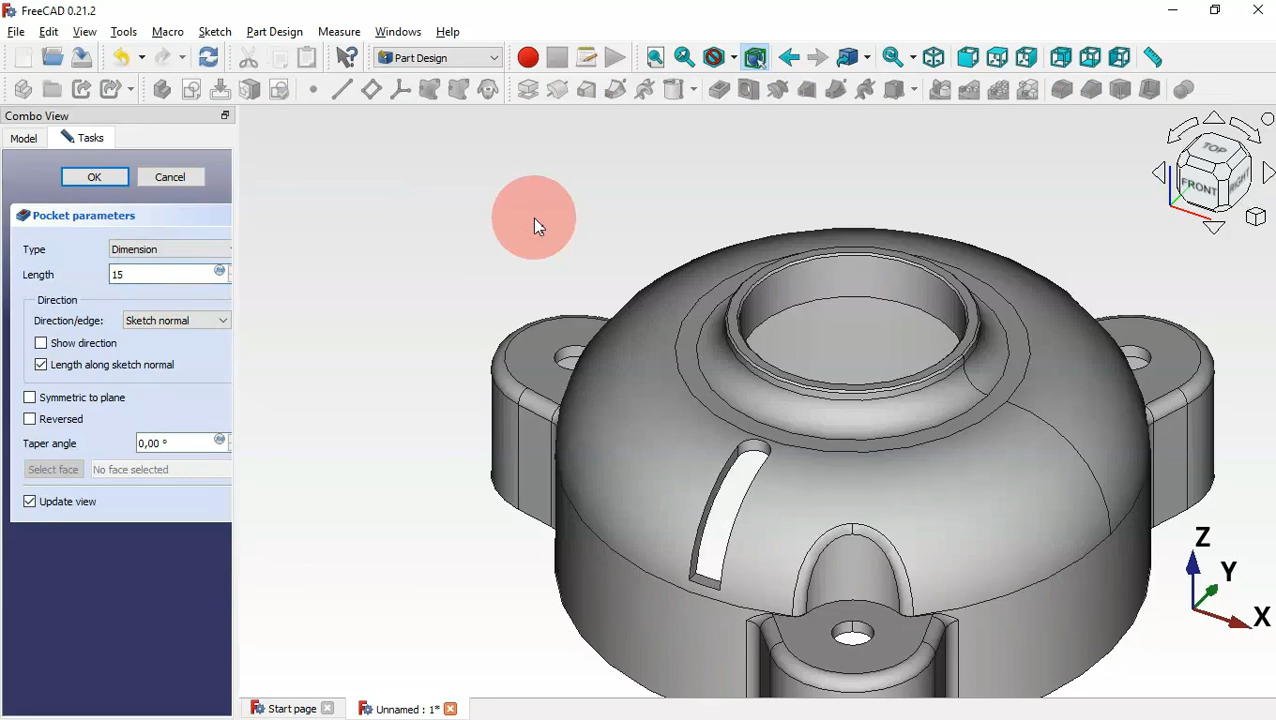 FreeCAD 0.21.2
File Edit View Tools Macro Sketch Part Design Measure Windows Help
Part Design
Combo View
Model Tasks
OK Cancel
Pocket parameters
Type Dimension
Length 15
Direction
Direction/edge: Sketch normal
Show direction
Length along sketch normal
Symmetric to plane
Reversed
Taper angle 0,00 °
Select face No face selected
Update view
TOP
FRONT
RIGHT
Z
Y
X
Start page Unnamed : 1*